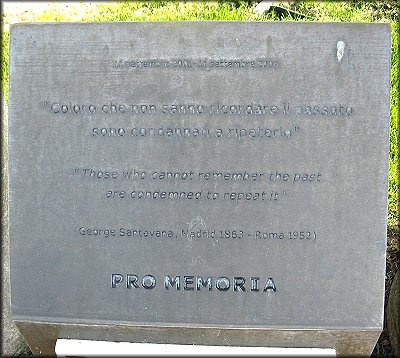 11 settembre 2001 - 11 settembre 2003
"Coloro che non sanno ricordare il passato
sono condannati a ripeterlo"
"Those who cannot remember the past
are condemned to repeat it"
(George Santayana, Madrid 1863 - Roma 1952)
PRO MEMORIA